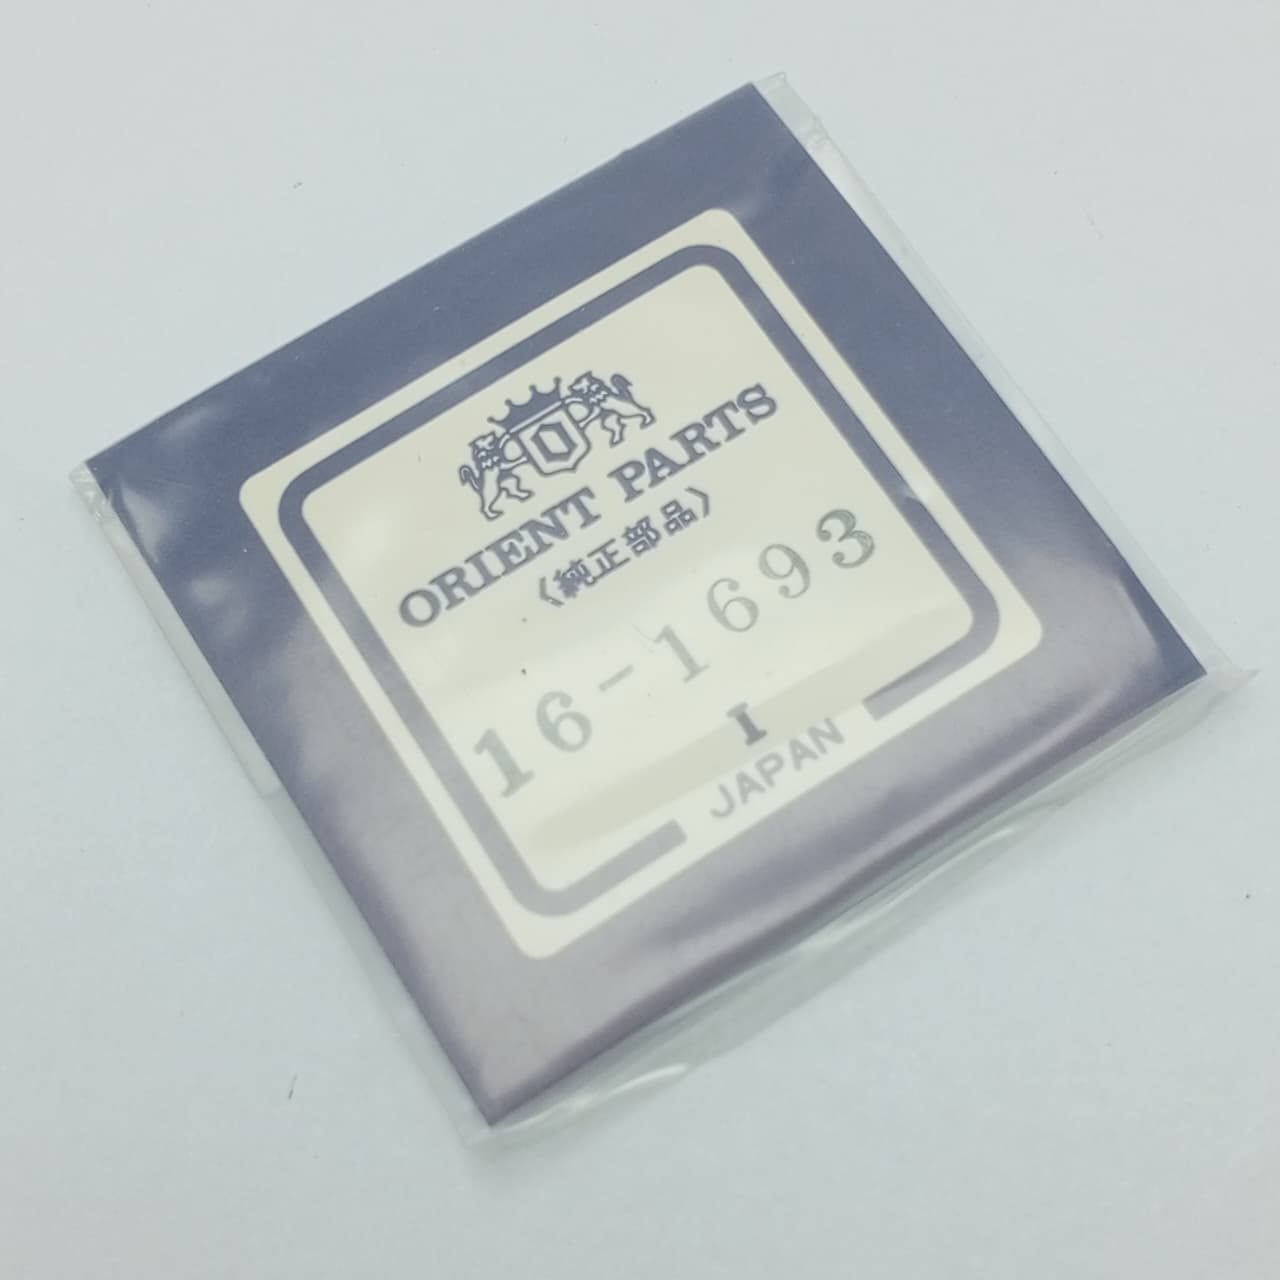 ORIENT PARTS
《純正部品》
16-1693
I
JAPAN